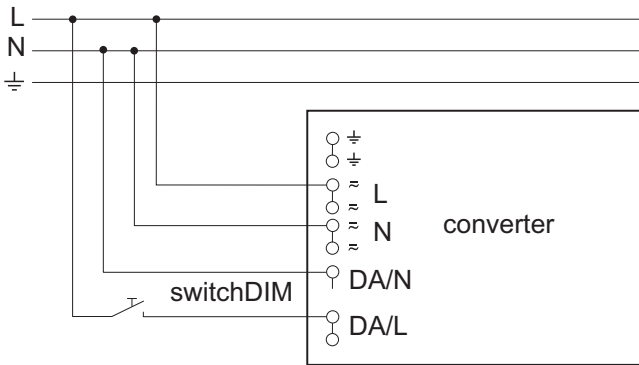 L
N
L
N
converter
DA/N
switchDIM
DA/L